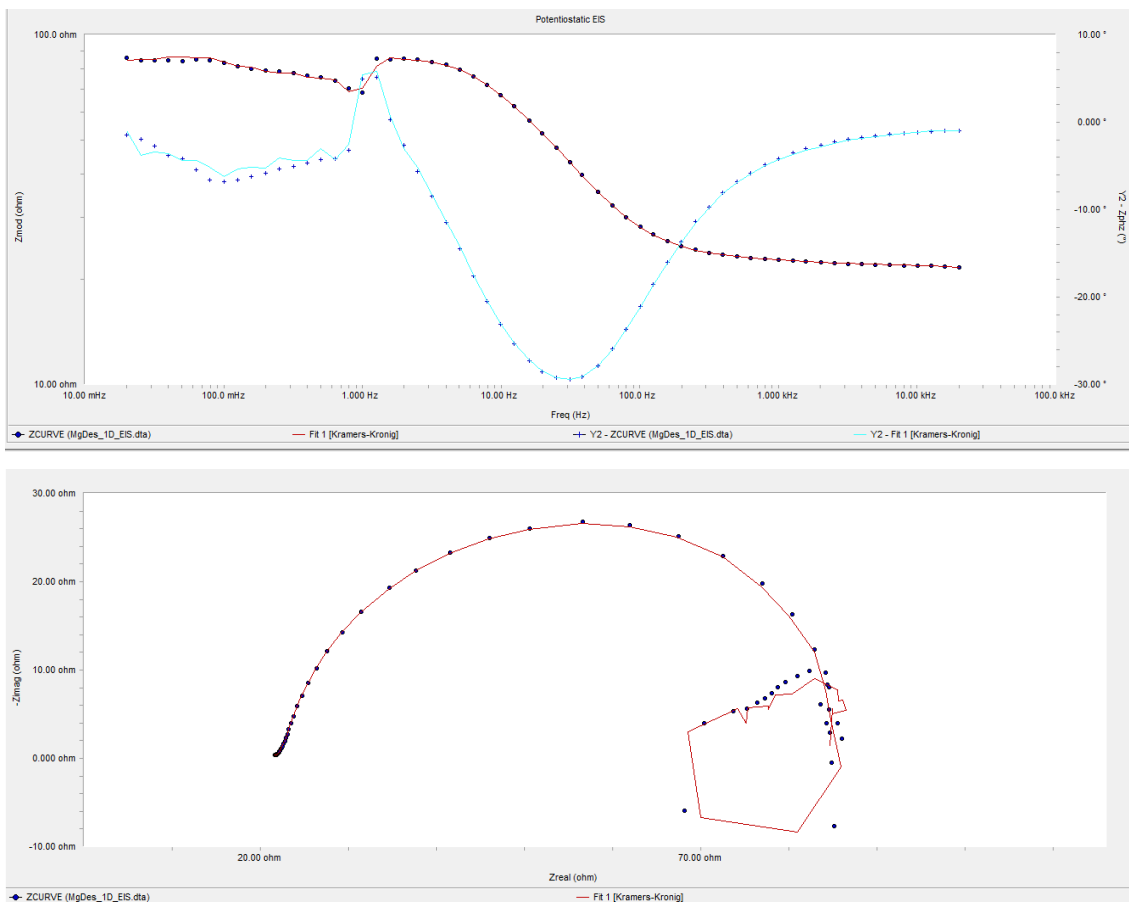 Potentiostatic EIS
100.0 ohm
10.00 °
0.000 °
Zmod (ohm)
-10.00 °
Y2 - Zphz (°)
-20.00 °
10.00 ohm
-30.00 °
10.00 mHz
100.0 mHz
1.000 Hz
10.00 Hz
100.0 Hz
1.000 kHz
10.00 kHz
100.0 kHz
Freq (Hz)
ZCURVE (MgDes_1D_EIS.dta)
Fit 1 [Kramers-Kronig]
Y2 - ZCURVE (MgDes_1D_EIS.dta)
Y2 - Fit 1 [Kramers-Kronig]
30.00 ohm
20.00 ohm
-Zimag (ohm)
10.00 ohm
0.000 ohm
-10.00 ohm
20.00 ohm
70.00 ohm
Zreal (ohm)
ZCURVE (MgDes_1D_EIS.dta)
Fit 1 [Kramers-Kronig]